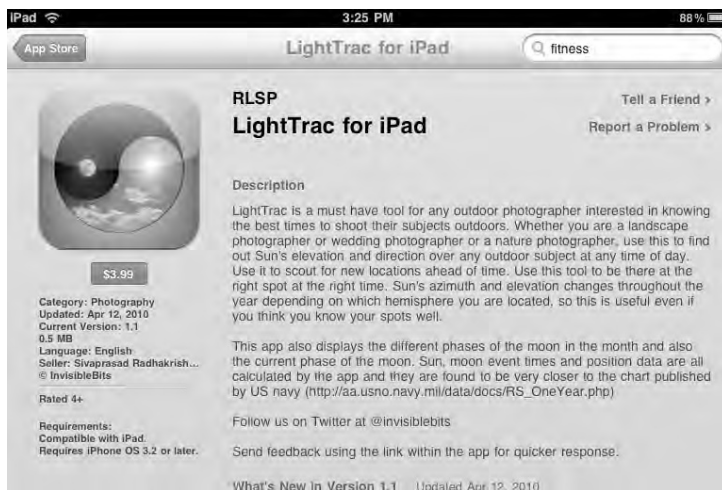 iPad 3:25 PM 88%
App Store LightTrac for iPad fitness
RLSP
LightTrac for iPad
Tell a Friend >
Report a Problem >
$3.99
Category: Photography
Updated: Apr 12, 2010
Current Version: 1.1
0.5 MB
Language: English
Seller: Sivaprasad Radhakrish...
© InvisibleBits
Rated 4+
Requirements:
Compatible with iPad.
Requires iPhone OS 3.2 or later.
Description
LightTrac is a must have tool for any outdoor photographer interested in knowing
the best times to shoot their subjects outdoors. Whether you are a landscape
photographer or wedding photographer or a nature photographer, use this to find
out Sun's elevation and direction over any outdoor subject at any time of day.
Use it to scout for new locations ahead of time. Use this tool to be there at the
right spot at the right time. Sun's azimuth and elevation changes throughout the
year depending on which hemisphere you are located, so this is useful even if
you think you know your spots well.
This app also displays the different phases of the moon in the month and also
the current phase of the moon. Sun, moon event times and position data are all
calculated by the app and they are found to be very closer to the chart published
by US navy (http://aa.usno.navy.mil/data/docs/RS_OneYear.php)
Follow us on Twitter at @invisiblebits
Send feedback using the link within the app for quicker response.
What's New in Version 1.1 Updated Apr 12, 2010